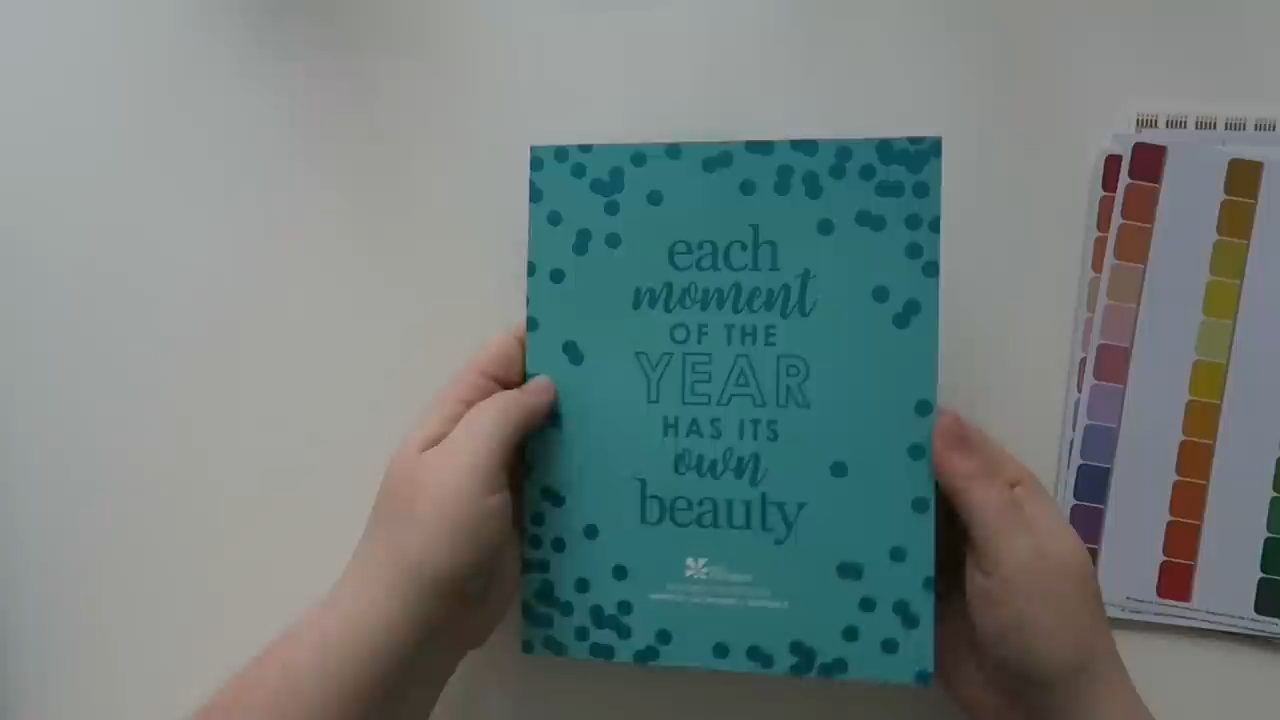 each
moment
OF THE
YEAR
HAS ITS
own
beauty